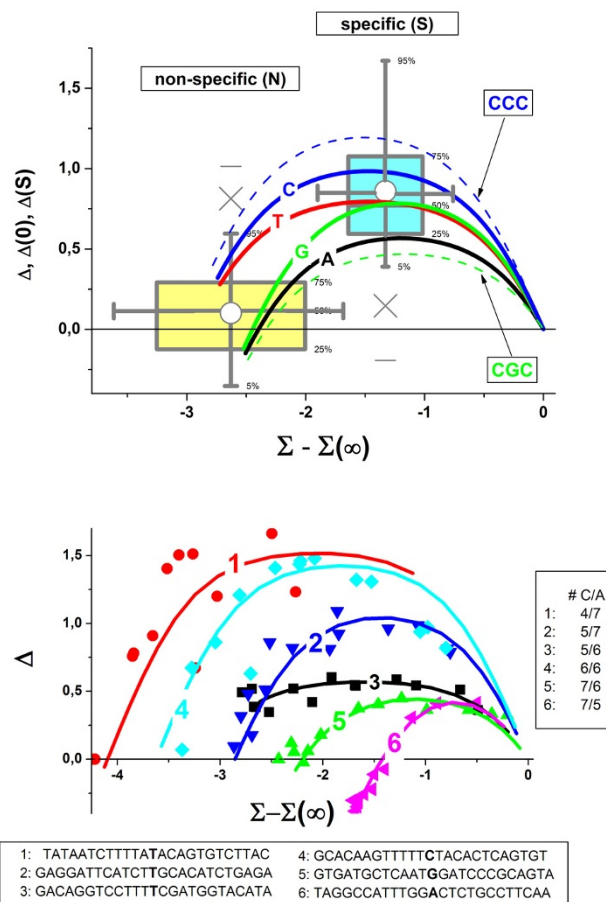 specific (S)
non-specific (N)
1,5
1,0
0,5
0,0
Δ, Δ(0), Δ(S)
95%
75%
50%
25%
5%
95%
75%
50%
25%
5%
C
T
G
A
CCC
CGC
-3
-2
-1
0
Σ - Σ(∞)
1,5
1,0
0,5
0,0
Δ
1
2
3
4
5
6
-4
-3
-2
-1
0
Σ−Σ(∞)
# C/A
1: 4/7
2: 5/7
3: 5/6
4: 6/6
5: 7/6
6: 7/5
1: TATAATCTTTTATACAGTGTCTTAC
2: GAGGATTCATCTTGCACATCTGAGA
3: GACAGGTCCTTTTCGATGGTACATA
4: GCACAAGTTTTTCTACACTCAGTGT
5: GTGATGCTCAATGGATCCCGCAGTA
6: TAGGCCATTTGGACTCTGCCTTCAA